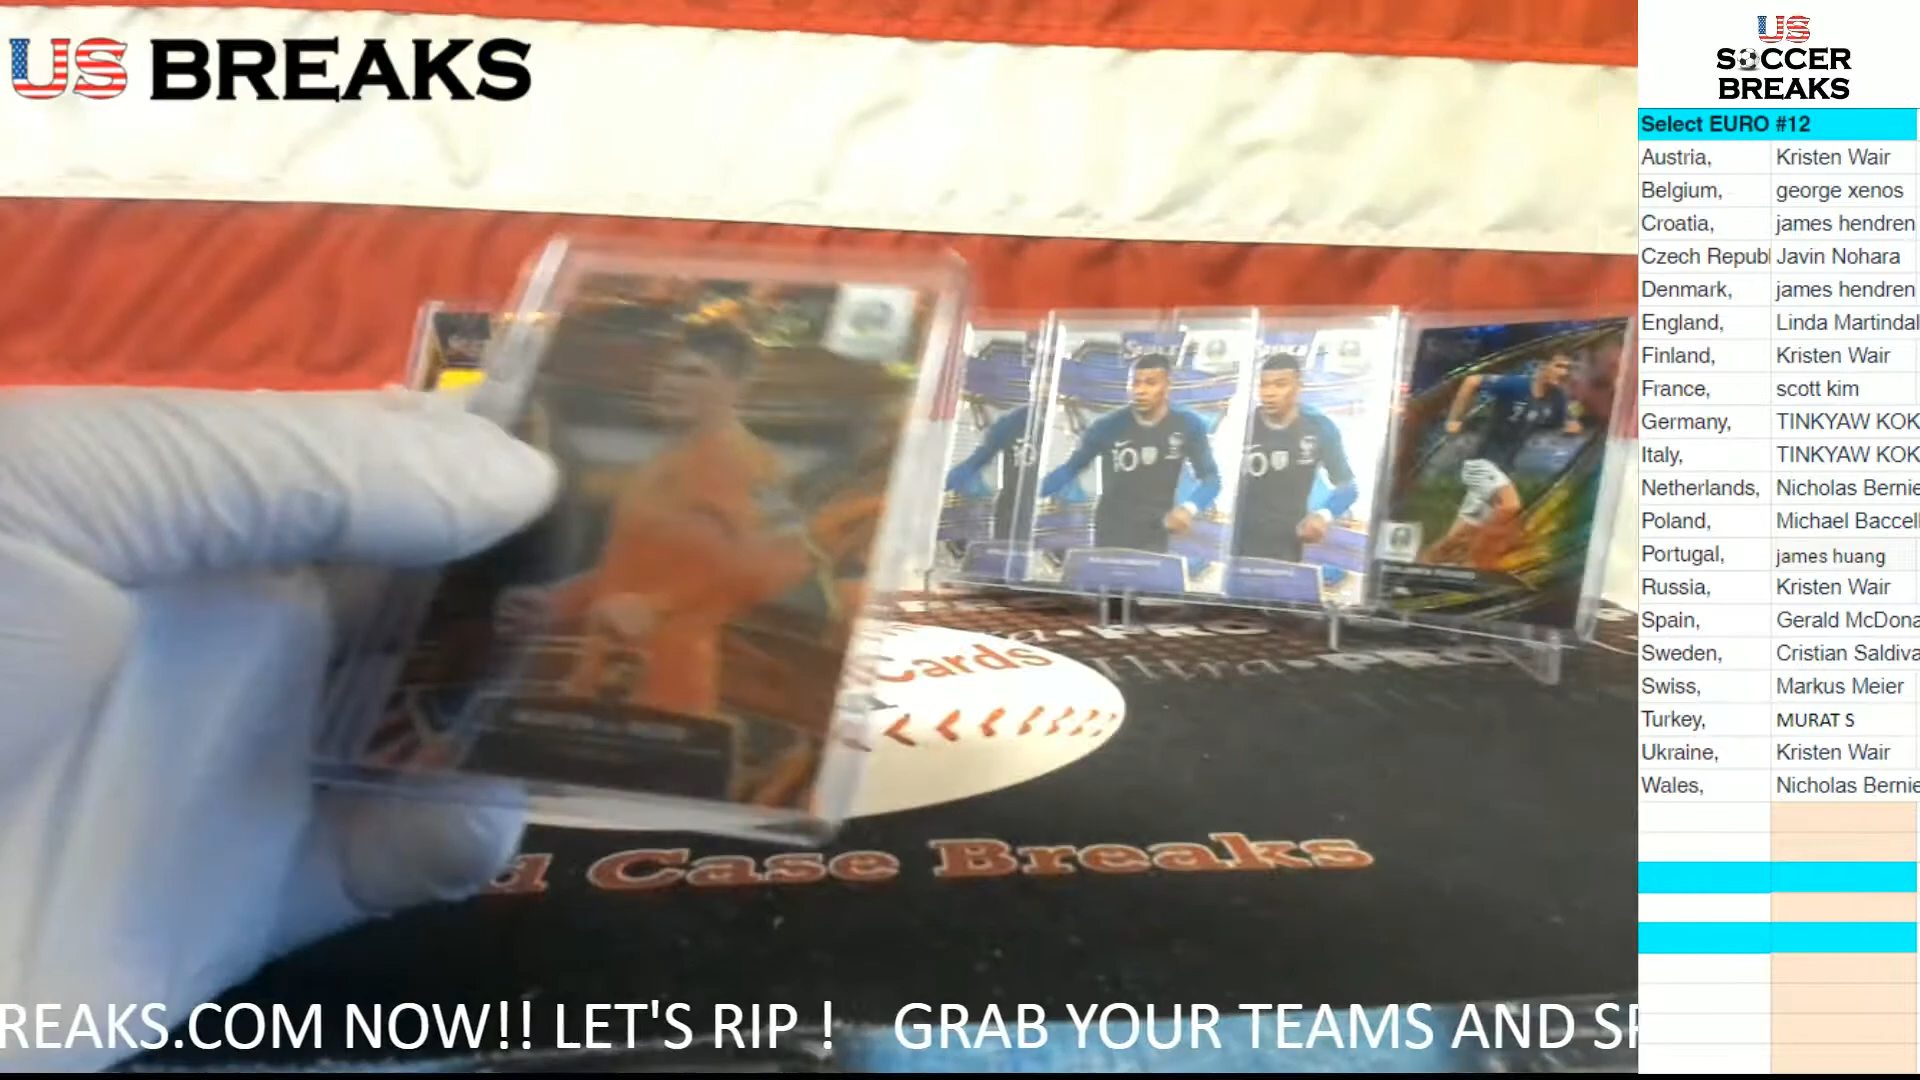 US BREAKS
US
SOCCER
BREAKS
Select EURO #12
Austria, Kristen Wair
Belgium, george xenos
Croatia, james hendren
Czech Republ Javin Nohara
Denmark, james hendren
England, Linda Martindal
Finland, Kristen Wair
France, scott kim
Germany, TINKYAW KOK
Italy, TINKYAW KOK
Netherlands, Nicholas Bernie
Poland, Michael Baccell
Portugal, james huang
Russia, Kristen Wair
Spain, Gerald McDona
Sweden, Cristian Saldiva
Swiss, Markus Meier
Turkey, MURAT S
Ukraine, Kristen Wair
Wales, Nicholas Bernie
10
Ultra PRO
Cards
Case Breaks
REAKS.COM NOW!! LET'S RIP ! GRAB YOUR TEAMS AND SP